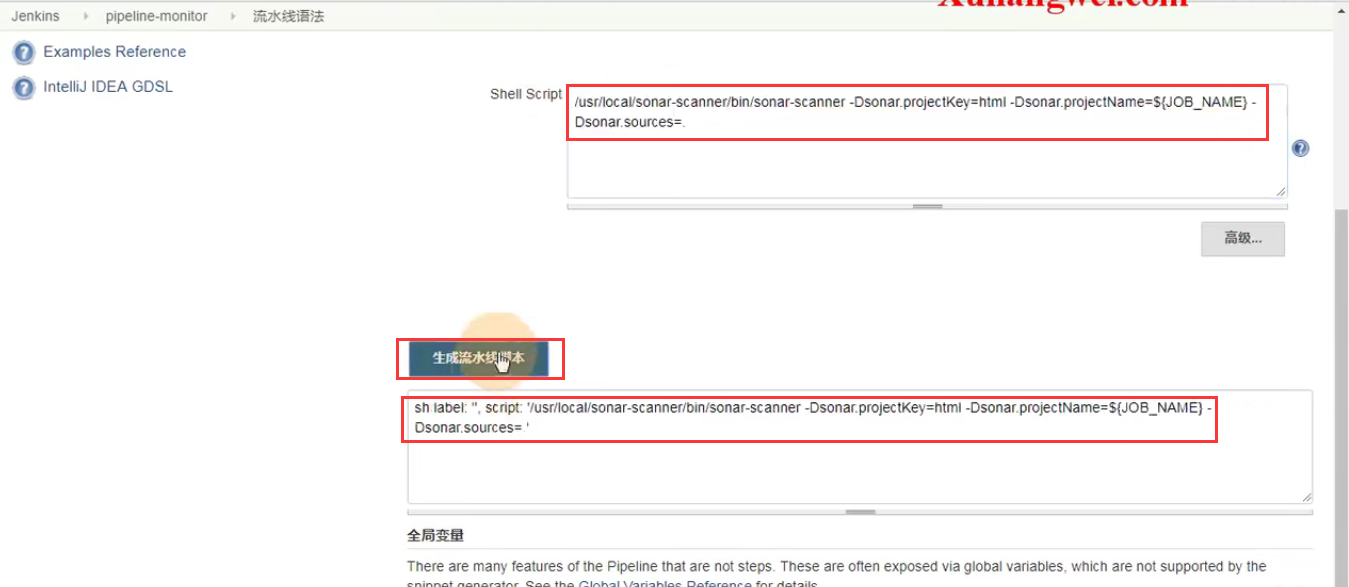 Xuliangwei.com
Jenkins pipeline-monitor 流水线语法
Examples Reference
IntelliJ IDEA GDSL
Shell Script
/usr/local/sonar-scanner/bin/sonar-scanner -Dsonar.projectKey=html -Dsonar.projectName=${JOB_NAME} -
Dsonar.sources=.
高级...
生成流水线脚本
sh label: '', script: '/usr/local/sonar-scanner/bin/sonar-scanner -Dsonar.projectKey=html -Dsonar.projectName=${JOB_NAME} -
Dsonar.sources= '
全局变量
There are many features of the Pipeline that are not steps. These are often exposed via global variables, which are not supported by the
snippet generator. See the Global Variables Reference for details.